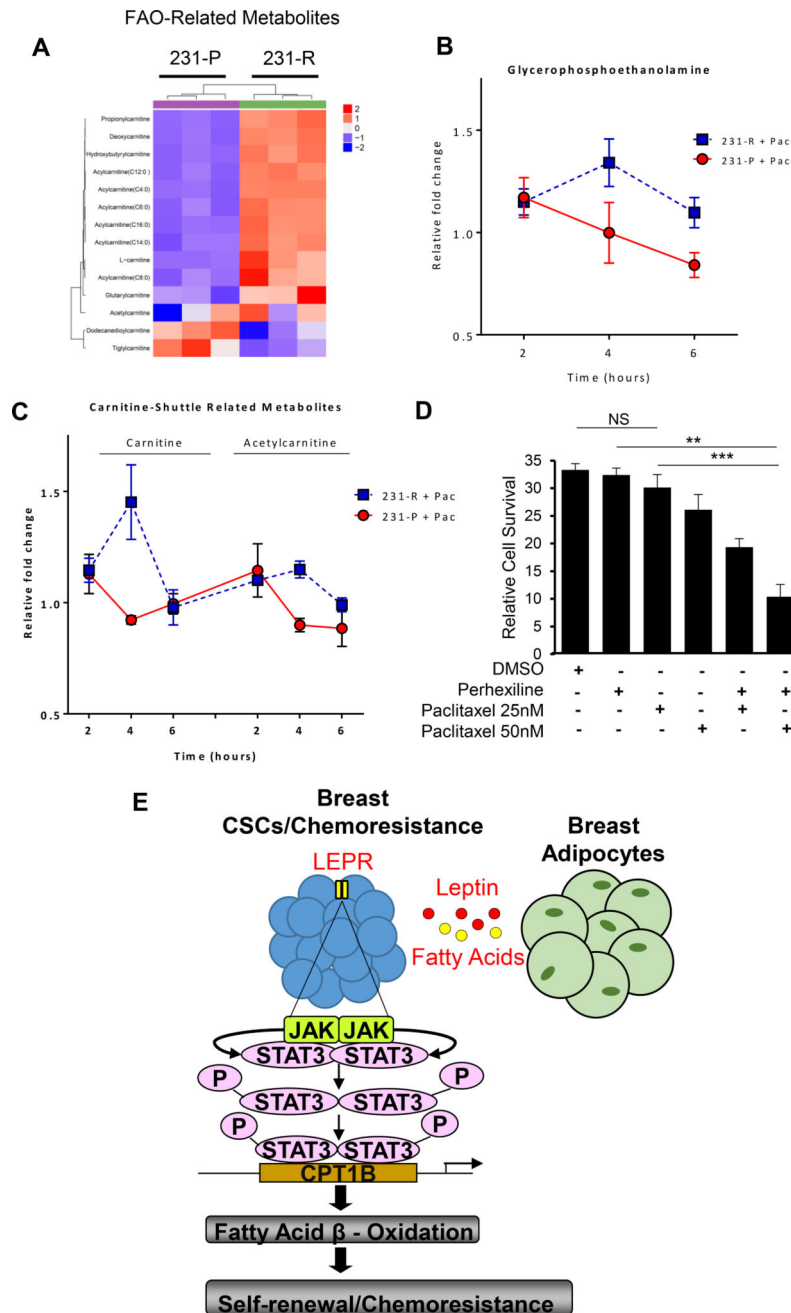 FAO-Related Metabolites
A
231-P 231-R
Propionylcarnitine
Deoxycarnitine
Hydroxybutyrylcarnitine
Acylcarnitine(C12:0 )
Acylcarnitine(C4:0)
Acylcarnitine(C6:0)
Acylcarnitine(C16:0)
Acylcarnitine(C14:0)
L-carnitine
Acylcarnitine(C8:0)
Glutarylcarnitine
Acetylcarnitine
Dodecanedioylcarnitine
Tiglylcarnitine
2
1
0
-1
-2
B
Glycerophosphoethanolamine
Relative fold change
1.5
1.0
0.5
2 4 6
Time (hours)
231-R + Pac
231-P + Pac
C
Carnitine-Shuttle Related Metabolites
Carnitine Acetylcarnitine
Relative fold change
1.5
1.0
0.5
2 4 6 2 4 6
Time (hours)
231-R + Pac
231-P + Pac
D
NS
**
***
Relative Cell Survival
35
30
25
20
15
10
5
0
DMSO + - - - - -
Perhexiline - + - - + +
Paclitaxel 25nM - - + - + -
Paclitaxel 50nM - - - + - +
E
Breast
CSCs/Chemoresistance
LEPR
Leptin
Fatty Acids
Breast
Adipocytes
JAK JAK
STAT3 STAT3
P P
STAT3 STAT3
P P
STAT3 STAT3
CPT1B
Fatty Acid β - Oxidation
Self-renewal/Chemoresistance